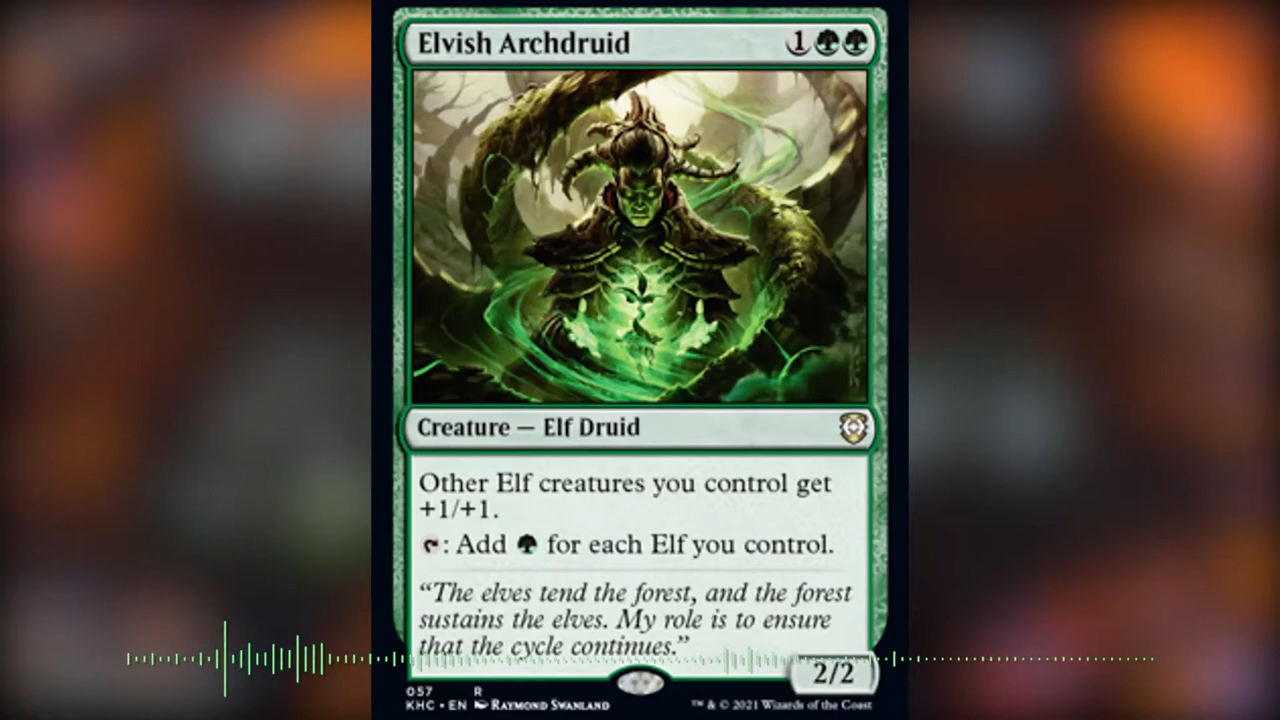 Elvish Archdruid 1
Creature — Elf Druid
Other Elf creatures you control get
+1/+1.
: Add for each Elf you control.
“The elves tend the forest, and the forest
sustains the elves. My role is to ensure
that the cycle continues.”
2/2
057 R
KHC • EN Raymond Swanland ™ & © 2021 Wizards of the Coast